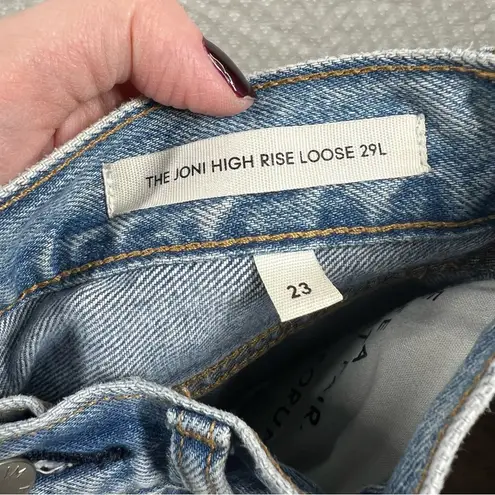 THE JONI HIGH RISE LOOSE 29L
23